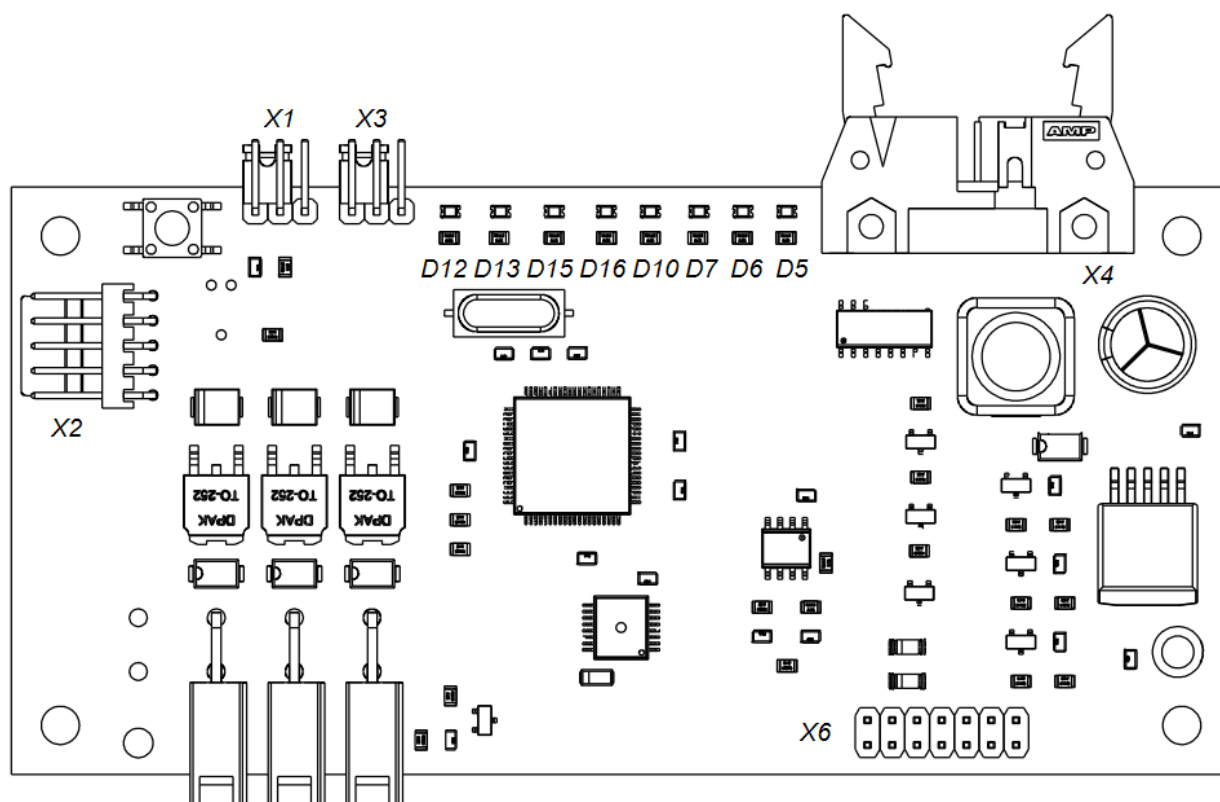 X1 X3
AMP
D12 D13 D15 D16 D10 D7 D6 D5
X4
X2
TO-252 TO-252 TO-252
DPAK DPAK DPAK
X6